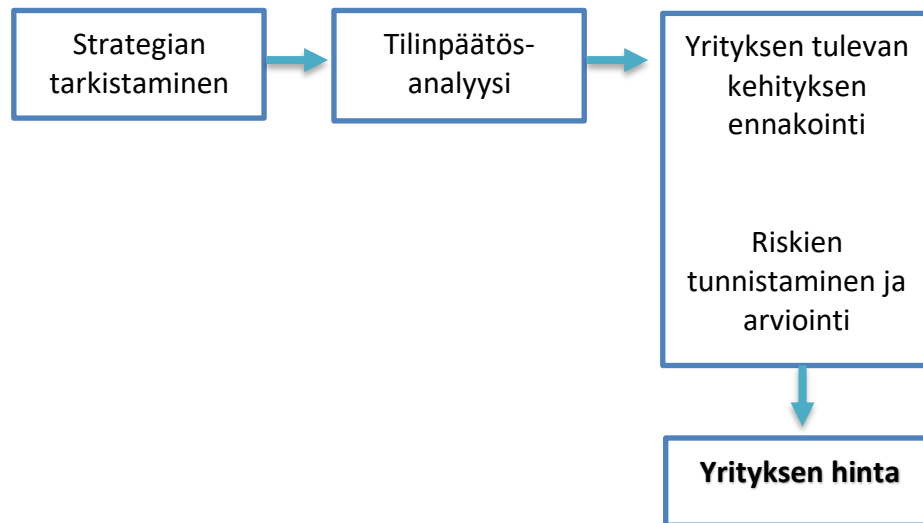 Strategian
tarkistaminen
Tilinpäätös-
analyysi
Yrityksen tulevan
kehityksen
ennakointi
Riskien
tunnistaminen ja
arviointi
Yrityksen hinta